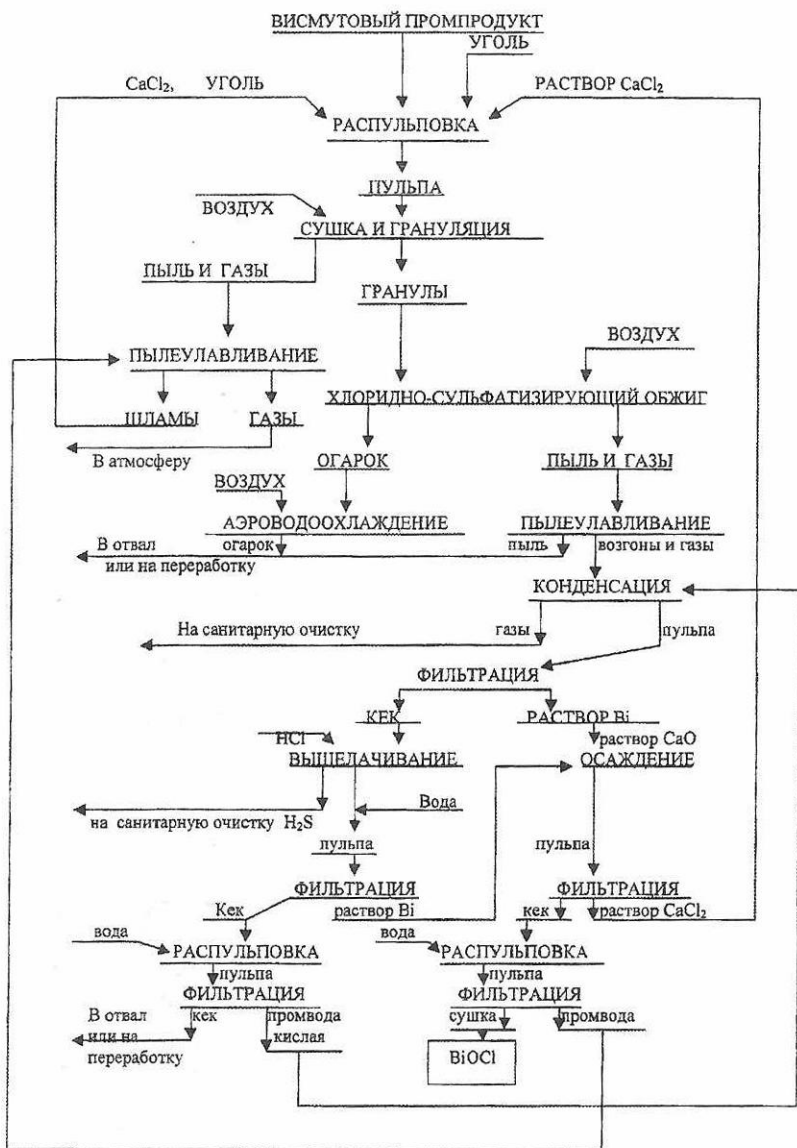 ВИСМУТОВЫЙ ПРОМПРОДУКТ
УГОЛЬ
CaCl₂, УГОЛЬ
РАСТВОР CaCl₂
РАСПУЛЬПОВКА
ПУЛЬПА
ВОЗДУХ
СУШКА И ГРАНУЛЯЦИЯ
ПЫЛЬ И ГАЗЫ
ГРАНУЛЫ
ВОЗДУХ
ПЫЛЕУЛАВЛИВАНИЕ
ХЛОРИДНО-СУЛЬФАТИЗИРУЮЩИЙ ОБЖИГ
ШЛАМЫ ГАЗЫ
В атмосферу
ОГАРОК
ПЫЛЬ И ГАЗЫ
ВОЗДУХ
АЭРОВОДООХЛАЖДЕНИЕ
ПЫЛЕУЛАВЛИВАНИЕ
В отвал
или на переработку
огарок
пыль
возгоны и газы
КОНДЕНСАЦИЯ
На санитарную очистку
газы
пульпа
ФИЛЬТРАЦИЯ
КЕК
РАСТВОР Bi
HCl
раствор CaO
ВЫЩЕЛАЧИВАНИЕ
ОСАЖДЕНИЕ
Вода
на санитарную очистку H₂S
пульпа
пульпа
ФИЛЬТРАЦИЯ
ФИЛЬТРАЦИЯ
Кек
раствор Bi
кек
раствор CaCl₂
вода
вода
РАСПУЛЬПОВКА
РАСПУЛЬПОВКА
пульпа
пульпа
ФИЛЬТРАЦИЯ
ФИЛЬТРАЦИЯ
В отвал
или на
переработку
кек
промвода
кислая
сушка
промвода
BiOCl